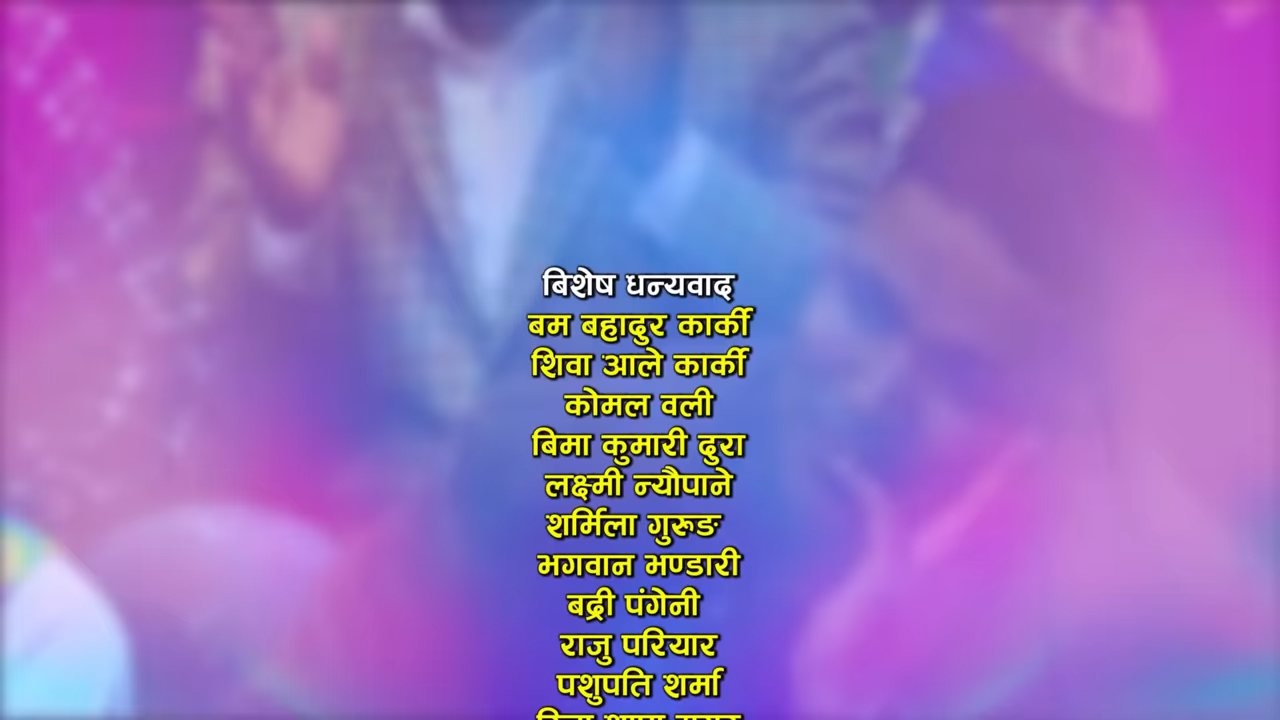 बिशेष धन्यवाद
बम बहादुर कार्की
शिवा आले कार्की
कोमल वली
बिमा कुमारी दुरा
लक्ष्मी न्यौपाने
शर्मिला गुरूङ
भगवान भण्डारी
बद्री पंगेनी
राजु परियार
पशुपति शर्मा